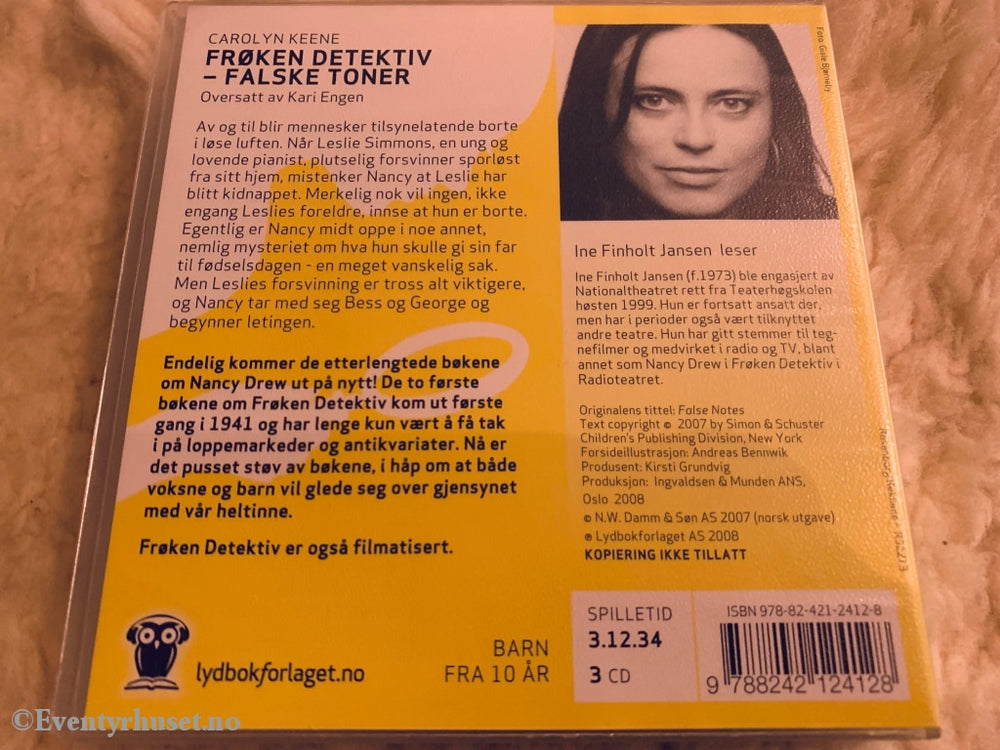 CAROLYN KEENE
FRØKEN DETEKTIV
– FALSKE TONER
Oversatt av Kari Engen
Av og til blir mennesker tilsynelatende borte
i løse luften. Når Leslie Simmons, en ung og
lovende pianist, plutselig forsvinner sporløst
fra sitt hjem, mistenker Nancy at Leslie har
blitt kidnappet. Merkelig nok vil ingen, ikke
engang Leslies foreldre, innse at hun er borte.
Egentlig er Nancy midt oppe i noe annet,
nemlig mysteriet om hva hun skulle gi sin far
til fødselsdagen - en meget vanskelig sak.
Men Leslies forsvinning er tross alt viktigere,
og Nancy tar med seg Bess og George og
begynner letingen.
Endelig kommer de etterlengtede bøkene
om Nancy Drew ut på nytt! De to første
bøkene om Frøken Detektiv kom ut første
gang i 1941 og har lenge kun vært å få tak
i på loppemarkeder og antikvariater. Nå er
det pusset støv av bøkene, i håp om at både
voksne og barn vil glede seg over gjensynet
med vår heltinne.
Frøken Detektiv er også filmatisert.
lydbokforlaget.no
BARN
FRA 10 ÅR
Foto: Gisle Bjørneby
Ine Finholt Jansen leser
Ine Finholt Jansen (f.1973) ble engasjert av
Nationaltheatret rett fra Teaterhøgskolen
høsten 1999. Hun er fortsatt ansatt der,
men har i perioder også vært tilknyttet
andre teatre. Hun har gitt stemmer til teg-
nefilmer og medvirket i radio og TV, blant
annet som Nancy Drew i Frøken Detektiv i
Radioteatret.
Originalens tittel: False Notes
Text copyright © 2007 by Simon & Schuster
Children's Publishing Division, New York
Forsideillustrasjon: Andreas Bennwik
Produsent: Kirsti Grundvig
Produksjon: Ingvaldsen & Munden ANS,
Oslo 2008
© N.W. Damm & Søn AS 2007 (norsk utgave)
℗ Lydbokforlaget AS 2008
KOPIERING IKKE TILLATT
SPILLETID
3.12.34
3 CD
ISBN 978-82-421-2412-8
9 788242 124128
©Eventyrhuset.no